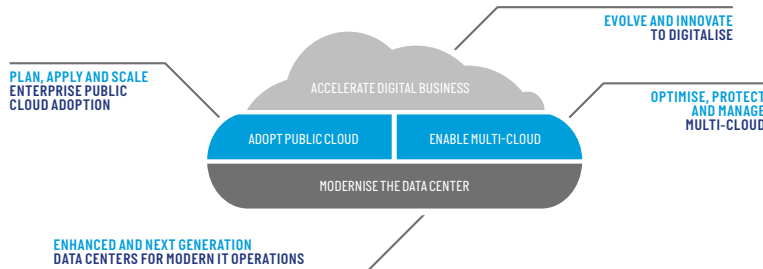 EVOLVE AND INNOVATE
TO DIGITALISE
PLAN, APPLY AND SCALE
ENTERPRISE PUBLIC
CLOUD ADOPTION
ACCELERATE DIGITAL BUSINESS
OPTIMISE, PROTECT
AND MANAGE
MULTI-CLOUD
ADOPT PUBLIC CLOUD
ENABLE MULTI-CLOUD
MODERNISE THE DATA CENTER
ENHANCED AND NEXT GENERATION
DATA CENTERS FOR MODERN IT OPERATIONS